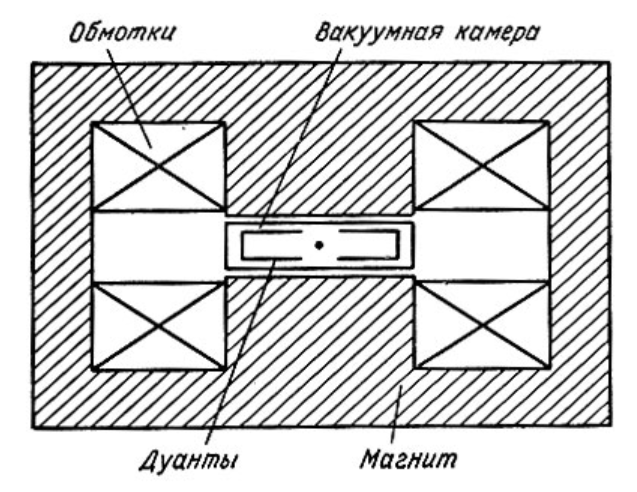 Обмотки
Вакуумная камера
Дуанты
Магнит